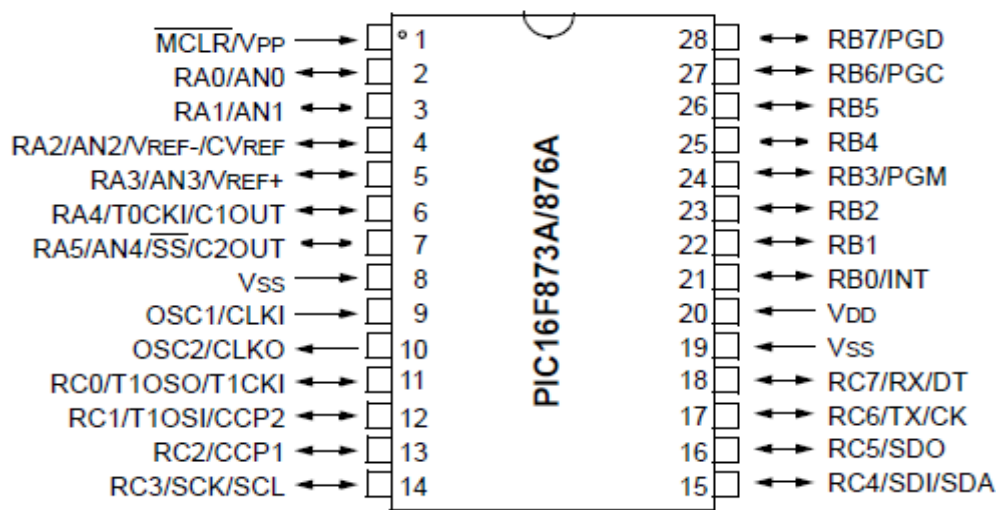 MCLR/VPP 1 28 RB7/PGD
RA0/AN0 2 27 RB6/PGC
RA1/AN1 3 26 RB5
RA2/AN2/VREF-/CVREF 4 25 RB4
RA3/AN3/VREF+ 5 24 RB3/PGM
RA4/T0CKI/C1OUT 6 23 RB2
RA5/AN4/SS/C2OUT 7 22 RB1
VSS 8 21 RB0/INT
OSC1/CLKI 9 20 VDD
OSC2/CLKO 10 19 VSS
RC0/T1OSO/T1CKI 11 18 RC7/RX/DT
RC1/T1OSI/CCP2 12 17 RC6/TX/CK
RC2/CCP1 13 16 RC5/SDO
RC3/SCK/SCL 14 15 RC4/SDI/SDA
PIC16F873A/876A